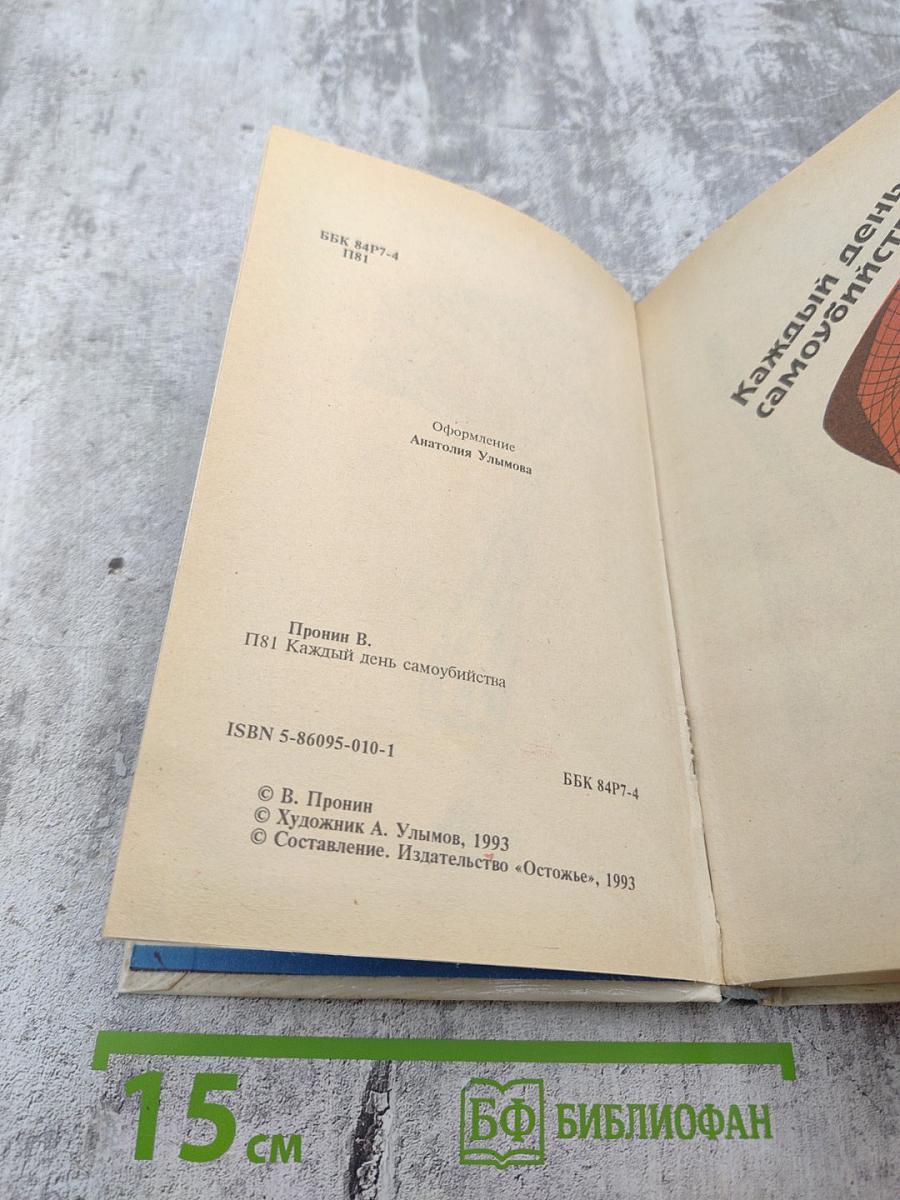 ББК 84Р7-4
П81
Оформление
Анатолия Улымова
Пронин В.
П81 Каждый день самоубийства
ISBN 5-86095-010-1
ББК 84Р7-4
© В. Пронин
© Художник А. Улымов, 1993
© Составление. Издательство «Остожье», 1993
Каждый день
самоубийств
15 см
БФ БИБЛИОФАН